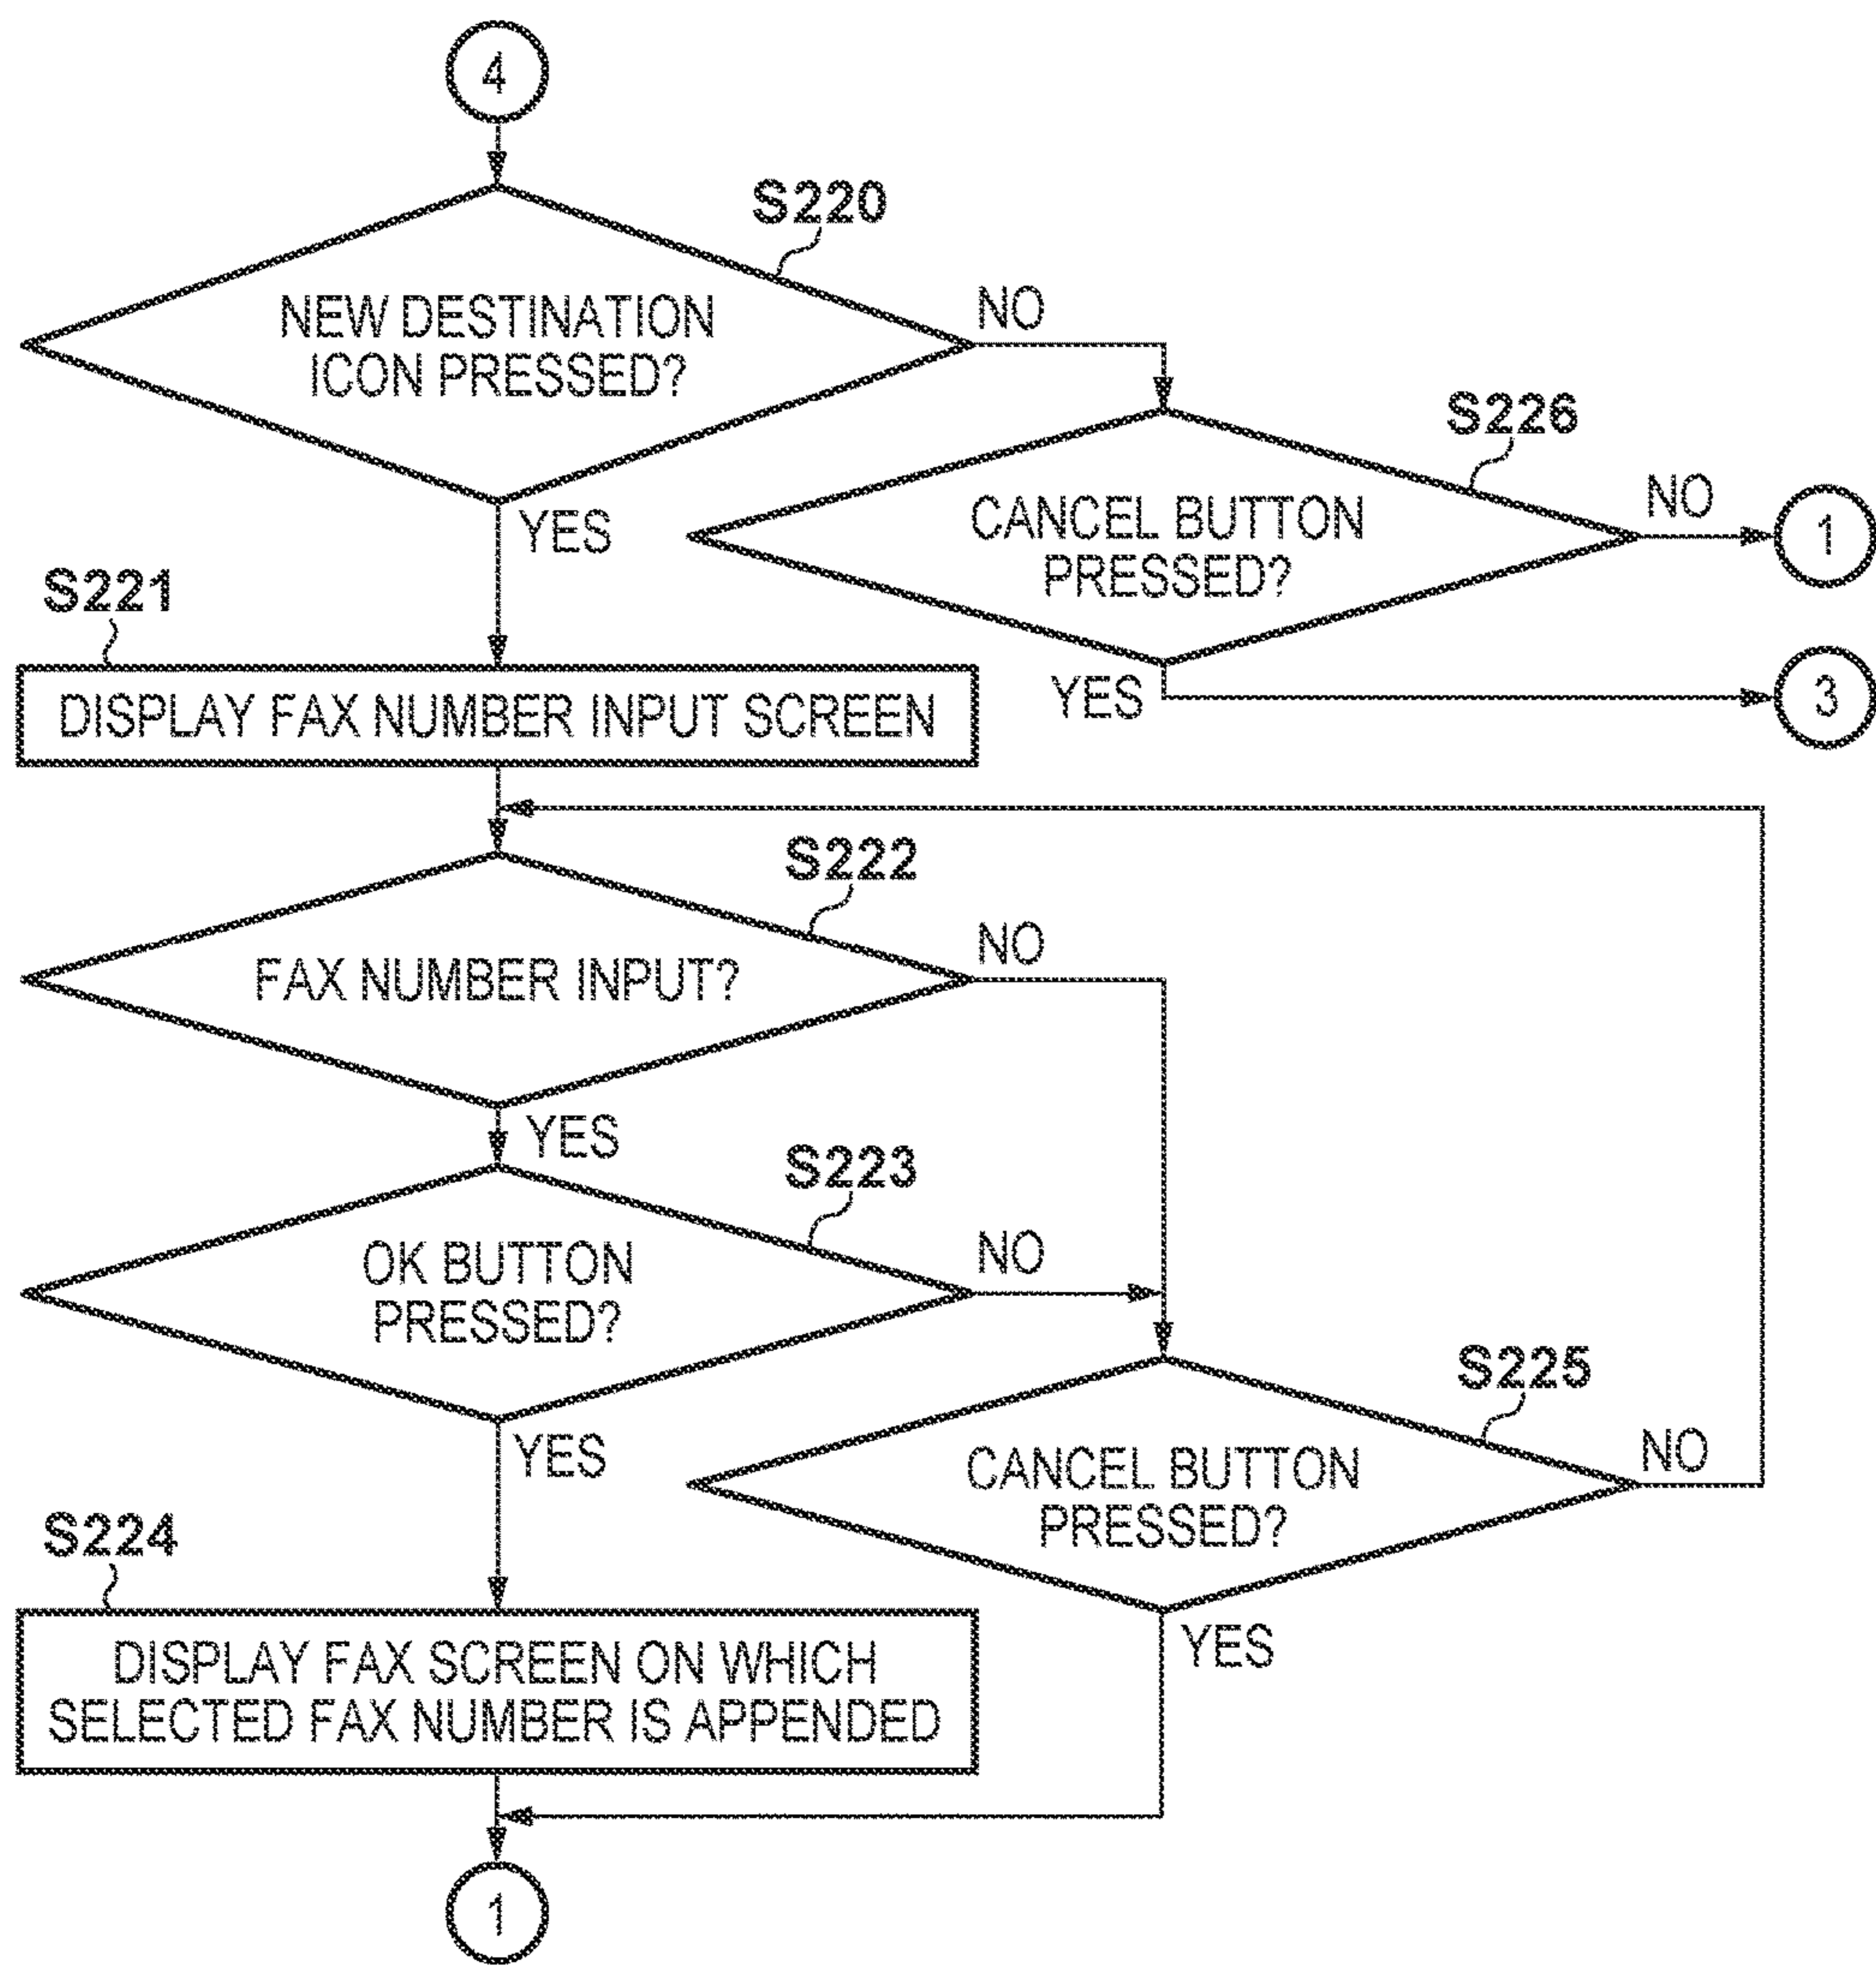 4
S220
NEW DESTINATION
ICON PRESSED?
NO
YES
S226
CANCEL BUTTON
PRESSED?
NO
1
YES
3
S221
DISPLAY FAX NUMBER INPUT SCREEN
S222
FAX NUMBER INPUT?
NO
YES
S223
OK BUTTON
PRESSED?
NO
YES
S225
CANCEL BUTTON
PRESSED?
NO
YES
S224
DISPLAY FAX SCREEN ON WHICH
SELECTED FAX NUMBER IS APPENDED
1